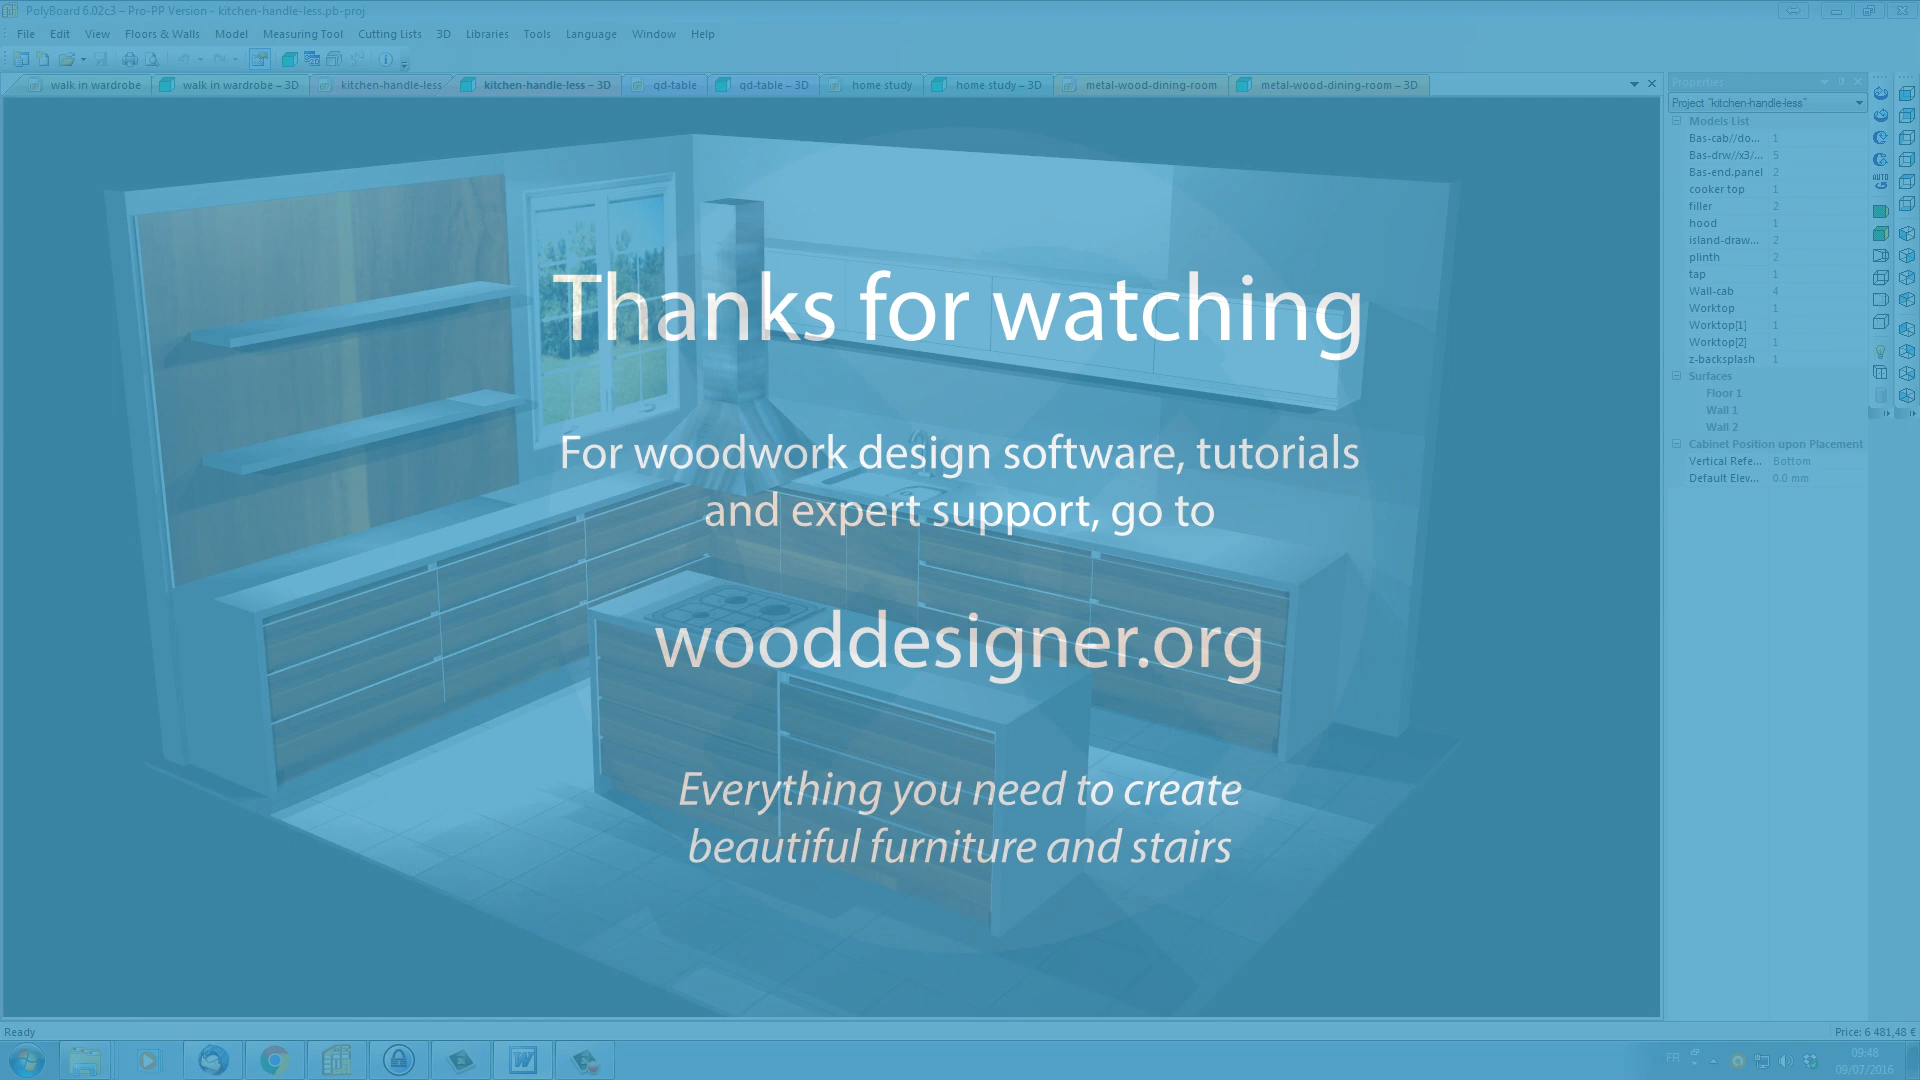 PolyBoard 6.02c3 – Pro-PP Version - kitchen-handle-less.pb-proj
File Edit View Floors & Walls Model Measuring Tool Cutting Lists 3D Libraries Tools Language Window Help
walk in wardrobe walk in wardrobe – 3D kitchen-handle-less kitchen-handle-less – 3D qd-table qd-table – 3D home study home study – 3D metal-wood-dining-room metal-wood-dining-room – 3D
Thanks for watching
For woodwork design software, tutorials
and expert support, go to
wooddesigner.org
Everything you need to create
beautiful furniture and stairs
Properties
Project "kitchen-handle-less"
Models List
Bas-cab//do... 1
Bas-drw//x3/... 5
Bas-end.panel 2
cooker top 1
filler 2
hood 1
island-draw... 2
plinth 2
tap 1
Wall-cab 4
Worktop 1
Worktop[1] 1
Worktop[2] 1
z-backsplash 1
Surfaces
Floor 1
Wall 1
Wall 2
Cabinet Position upon Placement
Vertical Refe... Bottom
Default Elev... 0.0 mm
AUTO
Ready
Price: 6 481,48 €
FR
09:48
09/07/2016